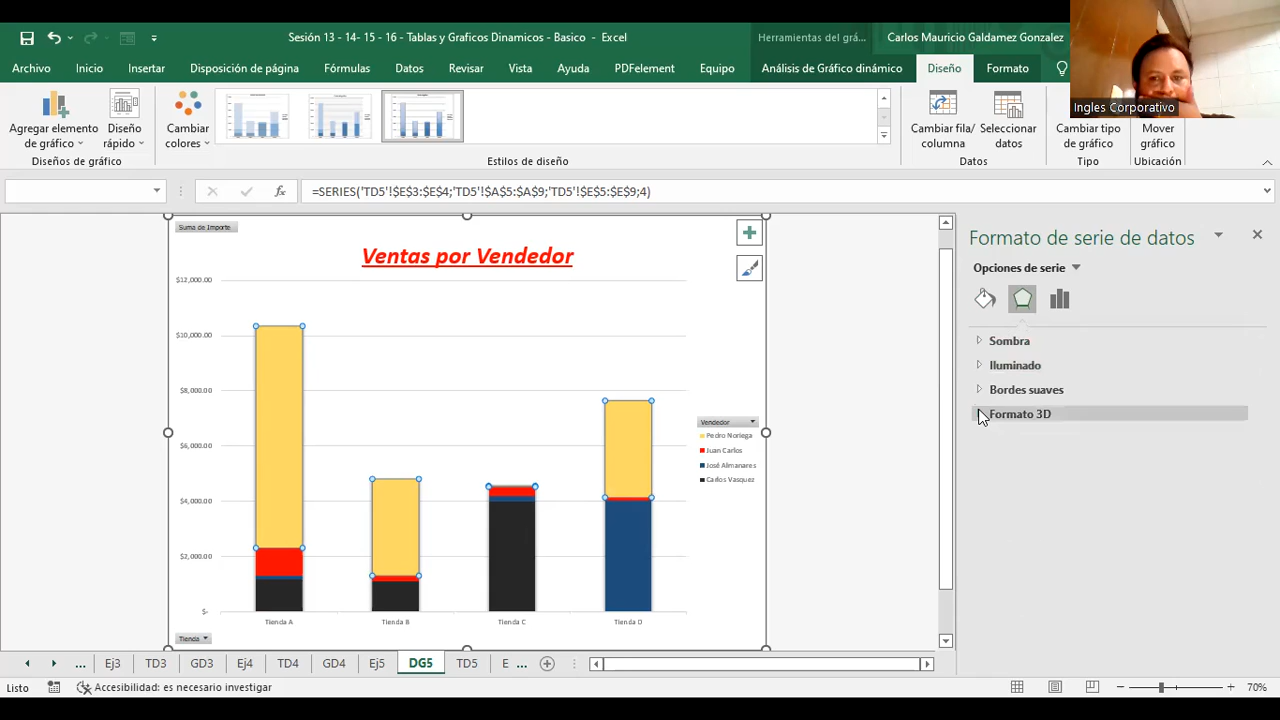 Sesión 13 - 14- 15 - 16 - Tablas y Graficos Dinamicos - Basico - Excel
Herramientas del grá...
Carlos Mauricio Galdamez Gonzalez
Archivo Inicio Insertar Disposición de página Fórmulas Datos Revisar Vista Ayuda PDFelement Equipo Análisis de Gráfico dinámico Diseño Formato
Ingles Corporativo
Agregar elemento de gráfico
Diseño rápido
Cambiar colores
Cambiar fila/ columna
Seleccionar datos
Cambiar tipo de gráfico
Mover gráfico
Diseños de gráfico
Estilos de diseño
Datos
Tipo
Ubicación
fx =SERIES('TD5'!$E$3:$E$4;'TD5'!$A$5:$A$9;'TD5'!$E$5:$E$9;4)
Suma de Importe
Ventas por Vendedor
$12,000.00
$10,000.00
$8,000.00
$6,000.00
$4,000.00
$2,000.00
$-
Tienda A Tienda B Tienda C Tienda D
Tienda
Vendedor
Pedro Noriega
Juan Carlos
José Almanares
Carlos Vasquez
Formato de serie de datos
Opciones de serie
Sombra
Iluminado
Bordes suaves
Formato 3D
... Ej3 TD3 GD3 Ej4 TD4 GD4 Ej5 DG5 TD5 E ...
Listo
Accesibilidad: es necesario investigar
70%